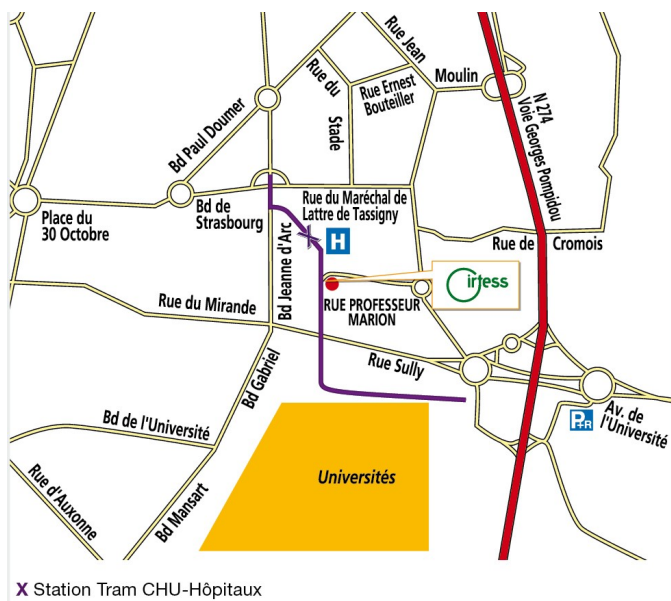 Rue Jean
Moulin
Rue du
Stade
Rue Ernest
Bouteiller
N 274
Voie Georges Pompidou
Bd Paul Doumer
Place du
30 Octobre
Bd de
Strasbourg
Rue du Maréchal de
Lattre de Tassigny
H
Bd Jeanne d'Arc
Rue de Cromois
irtess
Rue du Mirande
RUE PROFESSEUR
MARION
Rue Sully
Bd Gabriel
Bd de l'Université
P+R
Av. de
l'Université
Rue d'Auxonne
Bd Mansart
Universités
X Station Tram CHU-Hôpitaux